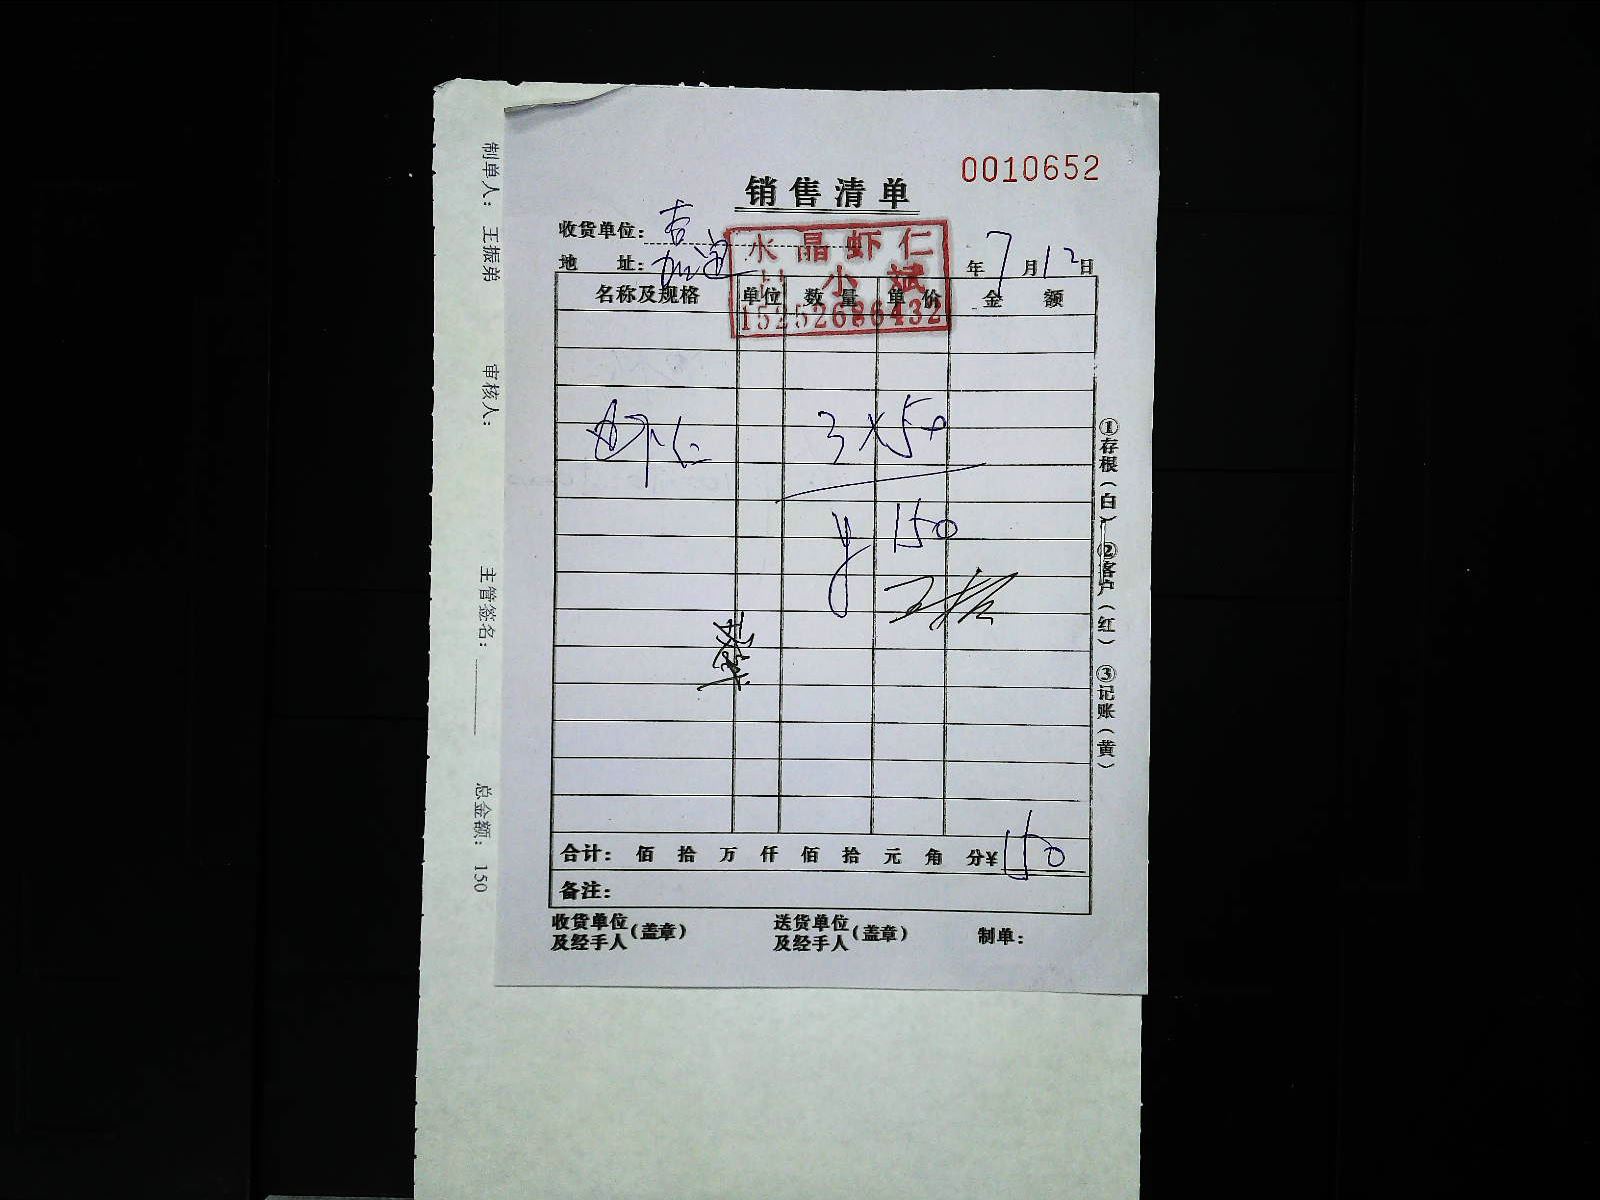 0010652
销售清单
收货单位:
水晶虾仁
地 址: 加油 小斌 年7月12日
名称及规格 单位 数量 单价 金额
15252686432
虾仁 3×50
¥150
合计: 佰 拾 万 仟 佰 拾 元 角 分¥ 150
备注:
收货单位及经手人(盖章) 送货单位及经手人(盖章) 制单:
①存根(白) ②客户(红) ③记账(黄)
制单人: 王振弟 审核人: 主管签名: 总金额: 150